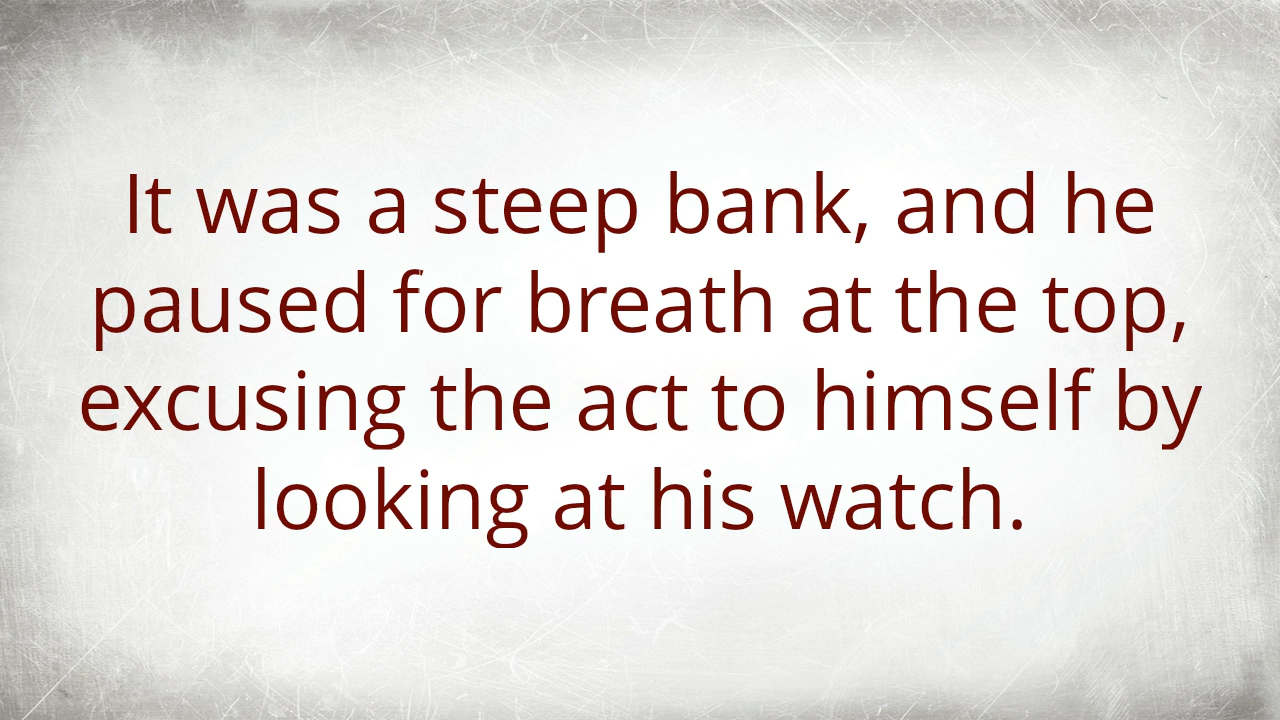 It was a steep bank, and he
paused for breath at the top,
excusing the act to himself by
looking at his watch.